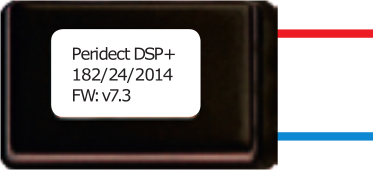 Peridect DSP+
182/24/2014
FW: v7.3